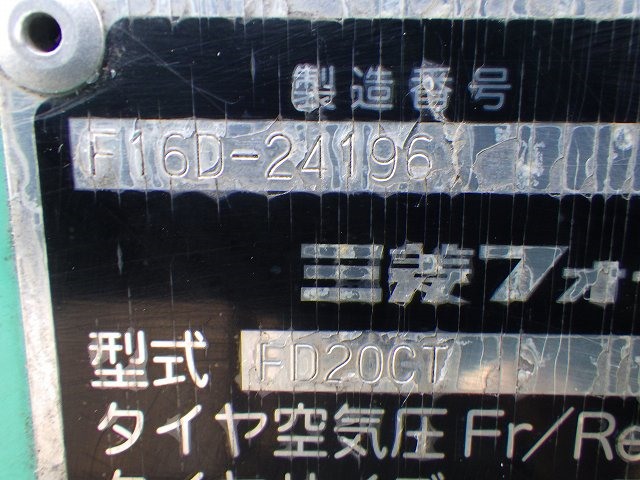 製造番号
F16D-24196
三菱フォ
型式 FD20CT
タイヤ空気圧 Fr/Re